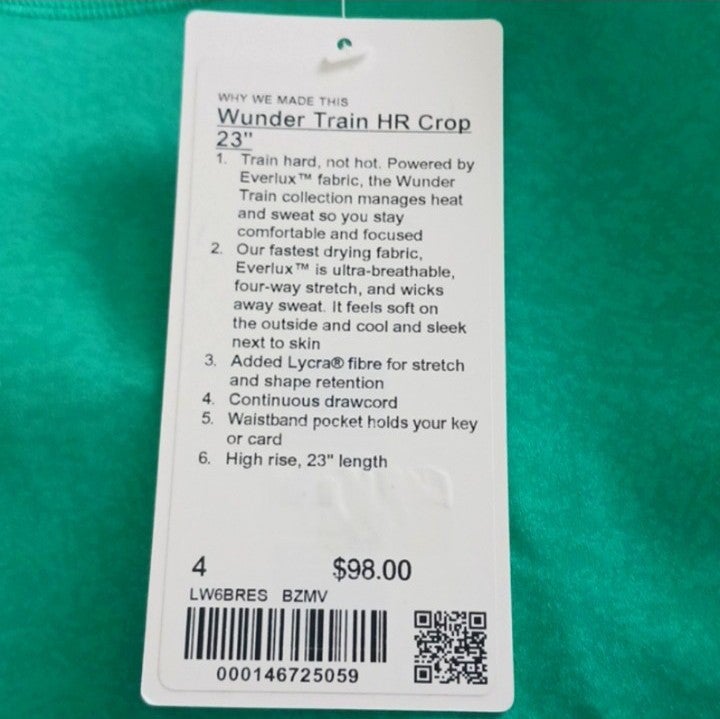 WHY WE MADE THIS
Wunder Train HR Crop
23"
1. Train hard, not hot. Powered by
Everlux™ fabric, the Wunder
Train collection manages heat
and sweat so you stay
comfortable and focused
2. Our fastest drying fabric,
Everlux™ is ultra-breathable,
four-way stretch, and wicks
away sweat. It feels soft on
the outside and cool and sleek
next to skin
3. Added Lycra® fibre for stretch
and shape retention
4. Continuous drawcord
5. Waistband pocket holds your key
or card
6. High rise, 23" length
4 $98.00
LW6BRES BZMV
000146725059